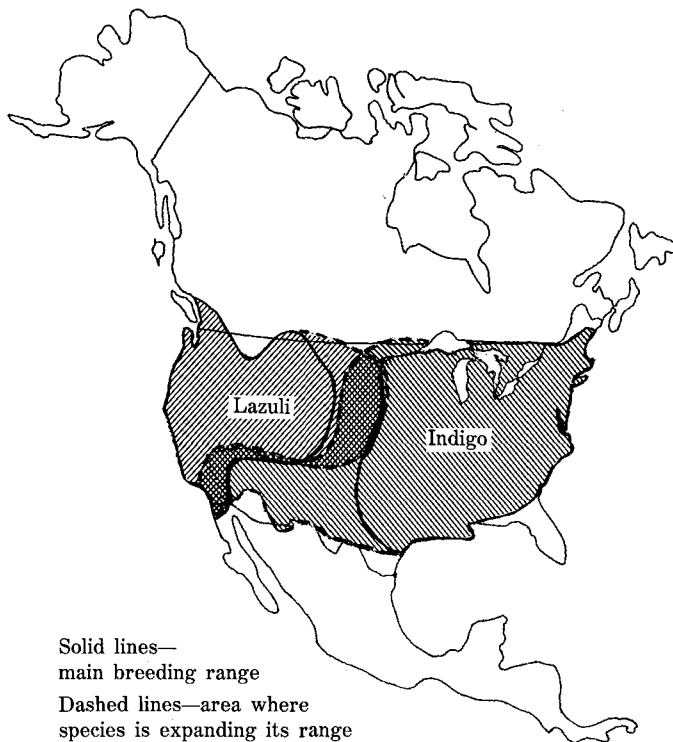 Lazuli
Indigo
Solid lines—
main breeding range
Dashed lines—area where
species is expanding its range